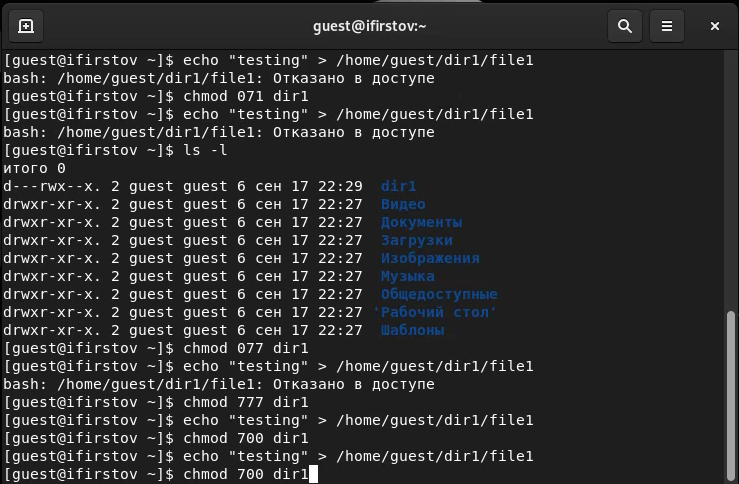 guest@ifirstov:~
[guest@ifirstov ~]$ echo "testing" > /home/guest/dir1/file1
bash: /home/guest/dir1/file1: Отказано в доступе
[guest@ifirstov ~]$ chmod 071 dir1
[guest@ifirstov ~]$ echo "testing" > /home/guest/dir1/file1
bash: /home/guest/dir1/file1: Отказано в доступе
[guest@ifirstov ~]$ ls -l
итого 0
d---rwx--x. 2 guest guest 6 сен 17 22:29  dir1
drwxr-xr-x. 2 guest guest 6 сен 17 22:27  Видео
drwxr-xr-x. 2 guest guest 6 сен 17 22:27  Документы
drwxr-xr-x. 2 guest guest 6 сен 17 22:27  Загрузки
drwxr-xr-x. 2 guest guest 6 сен 17 22:27  Изображения
drwxr-xr-x. 2 guest guest 6 сен 17 22:27  Музыка
drwxr-xr-x. 2 guest guest 6 сен 17 22:27  Общедоступные
drwxr-xr-x. 2 guest guest 6 сен 17 22:27 'Рабочий стол'
drwxr-xr-x. 2 guest guest 6 сен 17 22:27  Шаблоны
[guest@ifirstov ~]$ chmod 077 dir1
[guest@ifirstov ~]$ echo "testing" > /home/guest/dir1/file1
bash: /home/guest/dir1/file1: Отказано в доступе
[guest@ifirstov ~]$ chmod 777 dir1
[guest@ifirstov ~]$ echo "testing" > /home/guest/dir1/file1
[guest@ifirstov ~]$ chmod 700 dir1
[guest@ifirstov ~]$ echo "testing" > /home/guest/dir1/file1
[guest@ifirstov ~]$ chmod 700 dir1